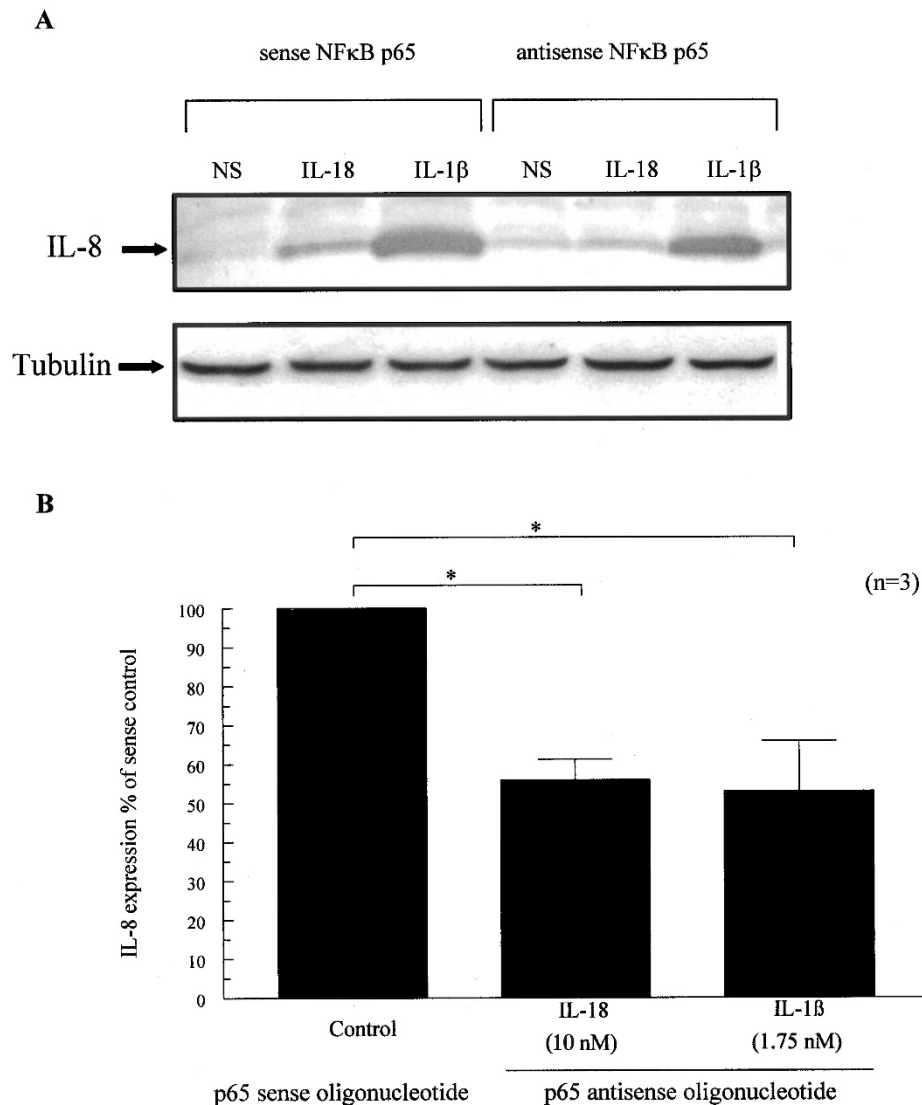 A
sense NFκB p65 antisense NFκB p65
NS IL-18 IL-1β NS IL-18 IL-1β
IL-8
Tubulin
B
*
*
(n=3)
IL-8 expression % of sense control
100
90
80
70
60
50
40
30
20
10
0
Control IL-18 IL-1ß
(10 nM) (1.75 nM)
p65 sense oligonucleotide p65 antisense oligonucleotide